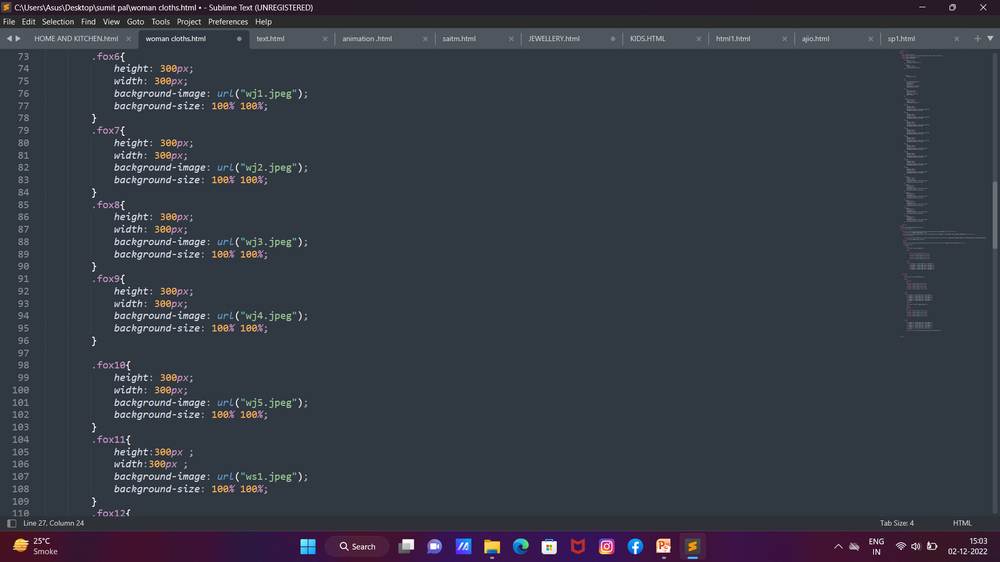 C:\Users\Asus\Desktop\sumit pal\woman cloths.html • - Sublime Text (UNREGISTERED)
File Edit Selection Find View Goto Tools Project Preferences Help
HOME AND KITCHEN.html woman cloths.html text.html animation .html saitm.html JEWELLERY.html KIDS.HTML html1.html ajio.html sp1.html
73 .fox6{
74 height: 300px;
75 width: 300px;
76 background-image: url("wj1.jpeg");
77 background-size: 100% 100%;
78 }
79 .fox7{
80 height: 300px;
81 width: 300px;
82 background-image: url("wj2.jpeg");
83 background-size: 100% 100%;
84 }
85 .fox8{
86 height: 300px;
87 width: 300px;
88 background-image: url("wj3.jpeg");
89 background-size: 100% 100%;
90 }
91 .fox9{
92 height: 300px;
93 width: 300px;
94 background-image: url("wj4.jpeg");
95 background-size: 100% 100%;
96 }
97
98 .fox10{
99 height: 300px;
100 width: 300px;
101 background-image: url("wj5.jpeg");
102 background-size: 100% 100%;
103 }
104 .fox11{
105 height:300px ;
106 width:300px ;
107 background-image: url("ws1.jpeg");
108 background-size: 100% 100%;
109 }
110 .fox12{
Line 27, Column 24 Tab Size: 4 HTML
25°C
Smoke
Search
ENG
IN
15:03
02-12-2022